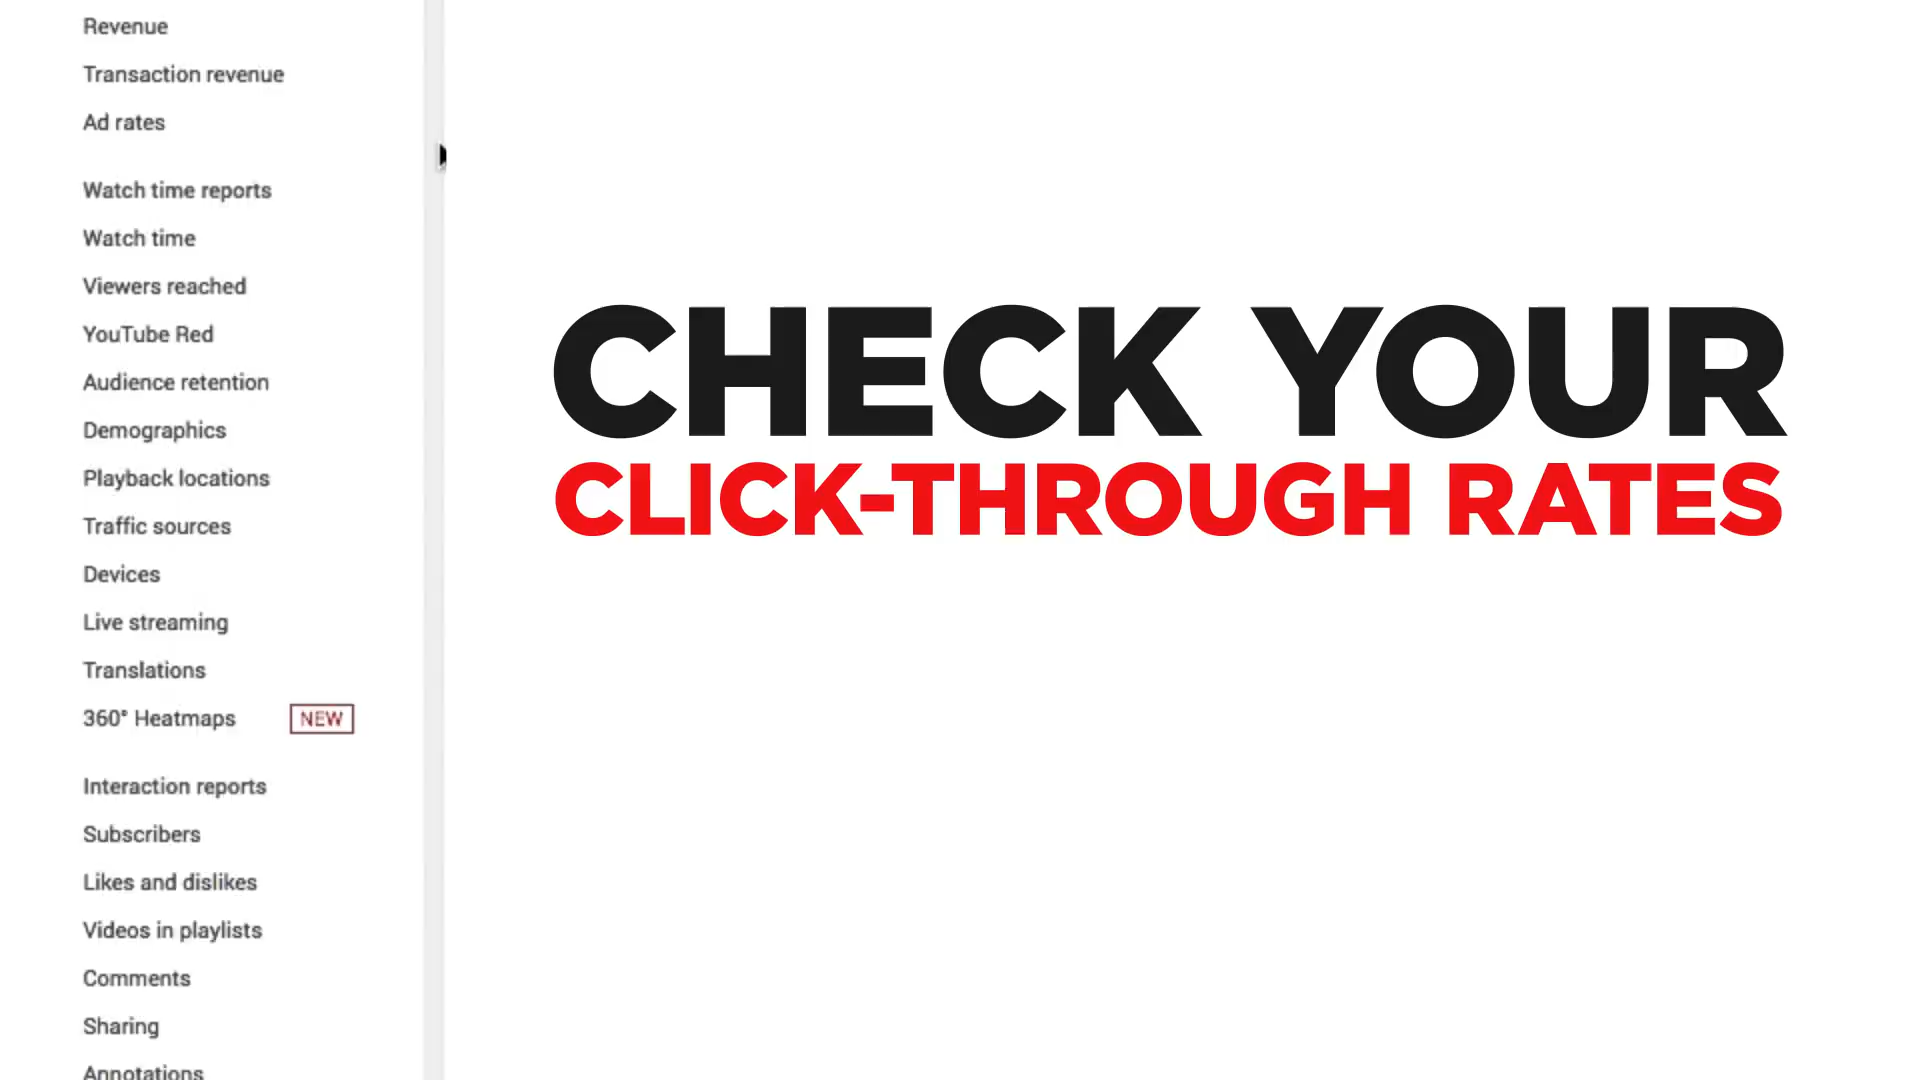 Revenue
Transaction revenue
Ad rates
Watch time reports
Watch time
Viewers reached
YouTube Red
Audience retention
Demographics
Playback locations
Traffic sources
Devices
Live streaming
Translations
360° Heatmaps NEW
Interaction reports
Subscribers
Likes and dislikes
Videos in playlists
Comments
Sharing
Annotations
CHECK YOUR
CLICK-THROUGH RATES